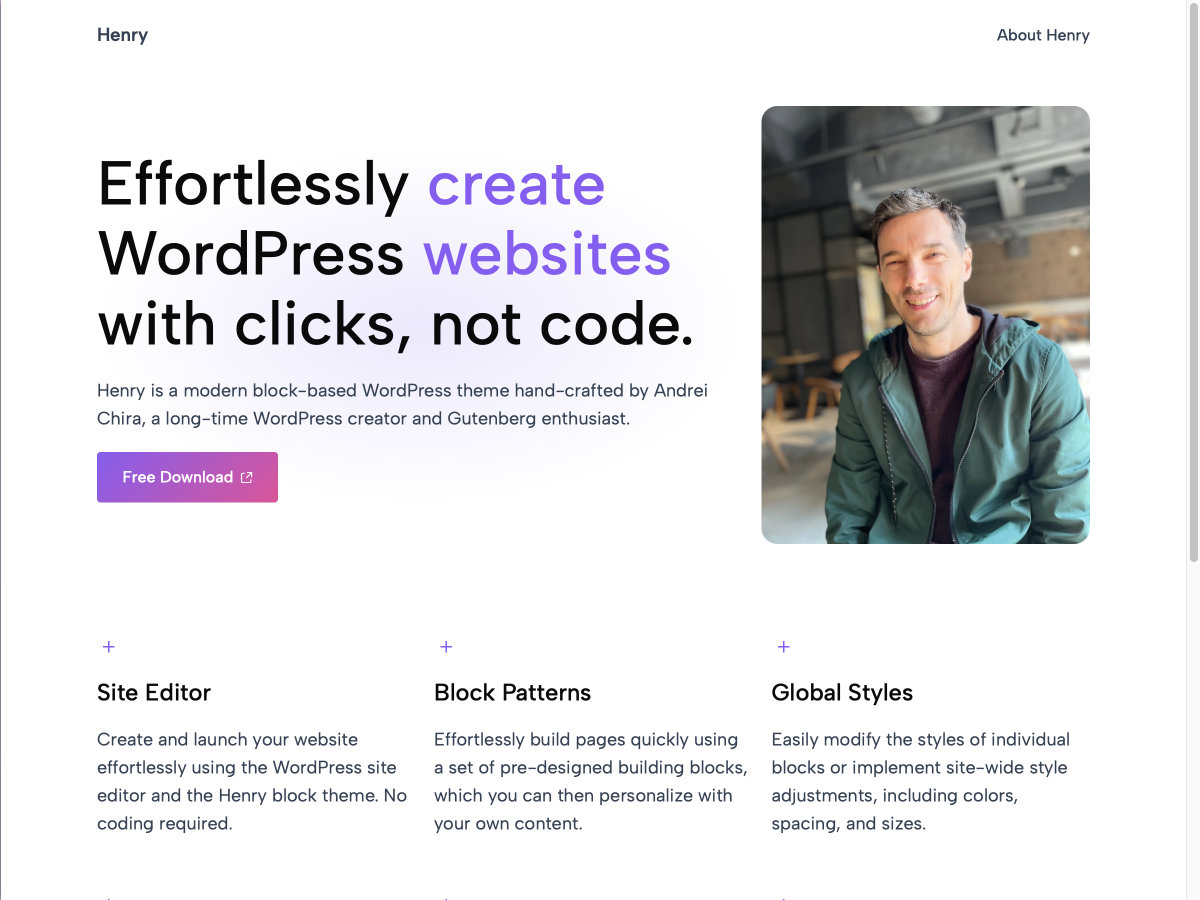 Henry
About Henry
Effortlessly create
WordPress websites
with clicks, not code.
Henry is a modern block-based WordPress theme hand-crafted by Andrei
Chira, a long-time WordPress creator and Gutenberg enthusiast.
Free Download
Site Editor
Create and launch your website
effortlessly using the WordPress site
editor and the Henry block theme. No
coding required.
Block Patterns
Effortlessly build pages quickly using
a set of pre-designed building blocks,
which you can then personalize with
your own content.
Global Styles
Easily modify the styles of individual
blocks or implement site-wide style
adjustments, including colors,
spacing, and sizes.